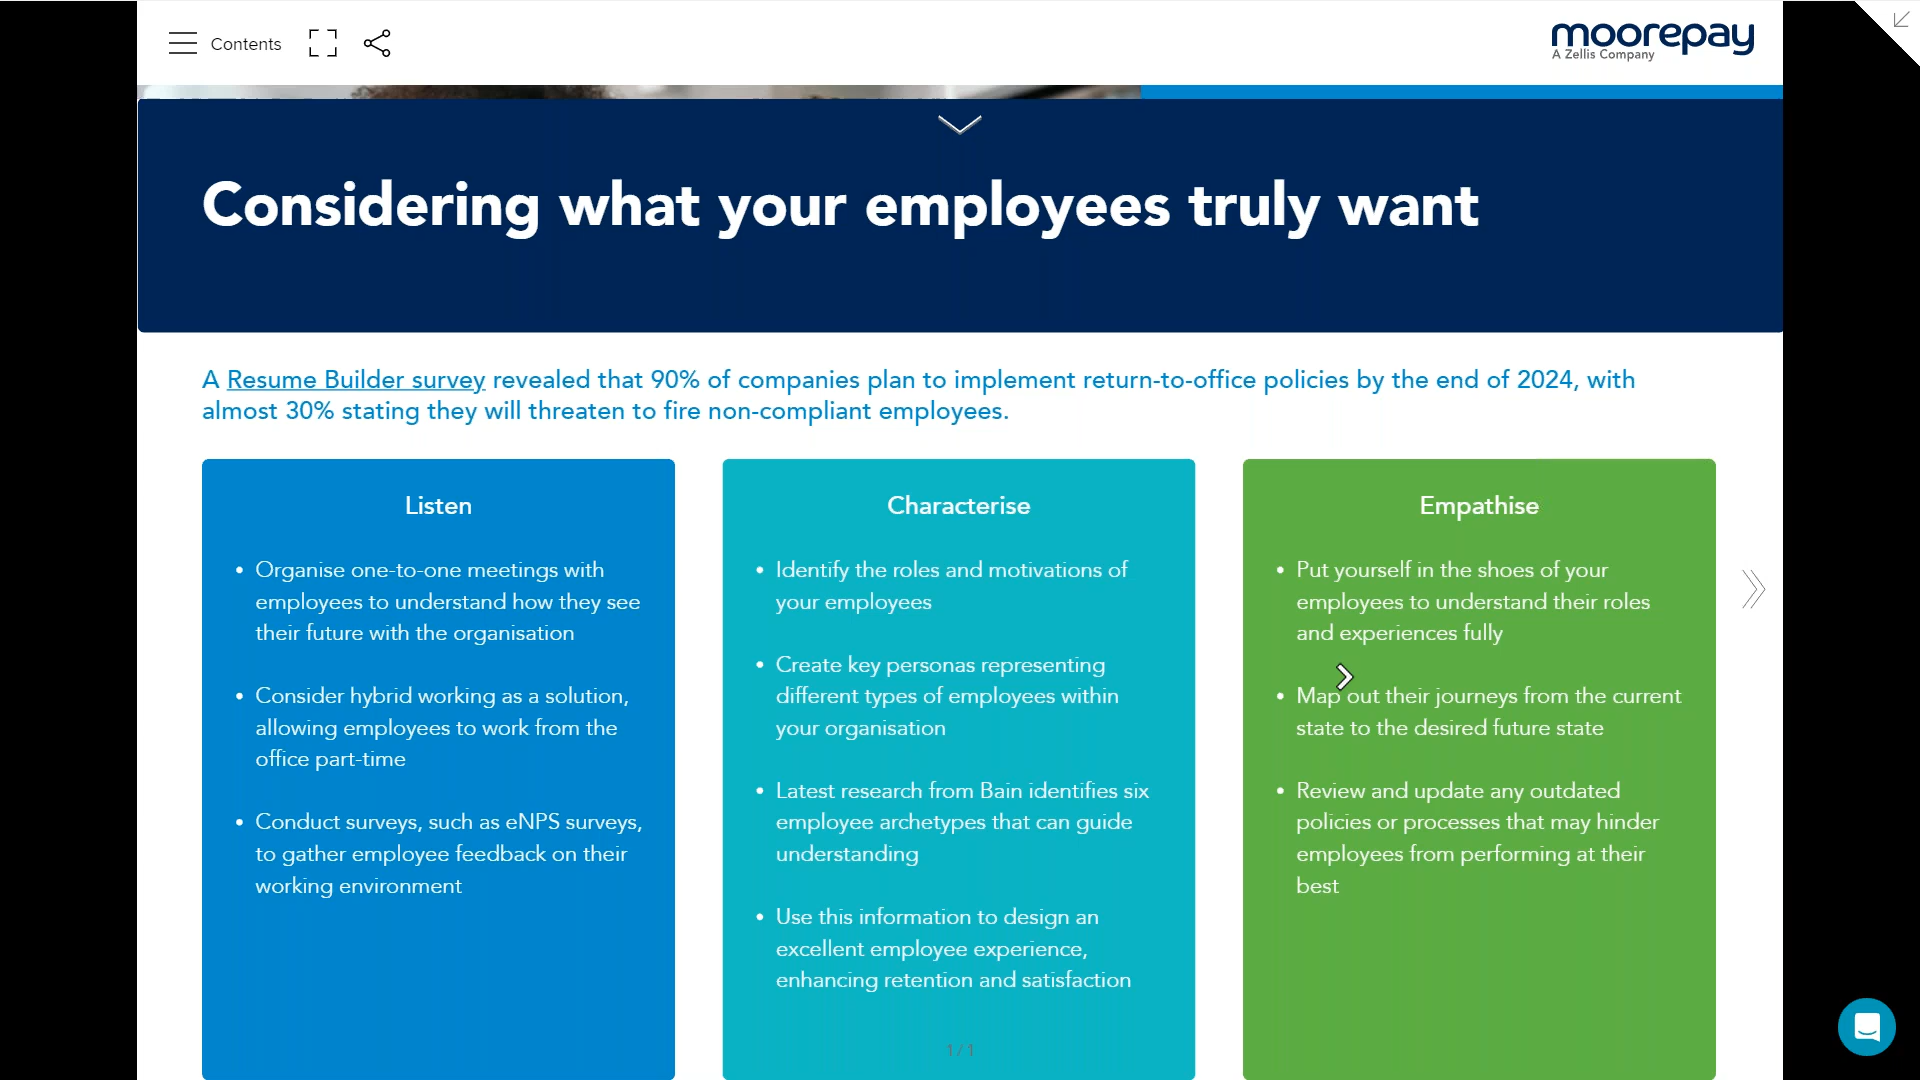 Contents
moorepay
A Zellis Company
Considering what your employees truly want
A Resume Builder survey revealed that 90% of companies plan to implement return-to-office policies by the end of 2024, with
almost 30% stating they will threaten to fire non-compliant employees.
Listen
• Organise one-to-one meetings with
employees to understand how they see
their future with the organisation
• Consider hybrid working as a solution,
allowing employees to work from the
office part-time
• Conduct surveys, such as eNPS surveys,
to gather employee feedback on their
working environment
Characterise
• Identify the roles and motivations of
your employees
• Create key personas representing
different types of employees within
your organisation
• Latest research from Bain identifies six
employee archetypes that can guide
understanding
• Use this information to design an
excellent employee experience,
enhancing retention and satisfaction
Empathise
• Put yourself in the shoes of your
employees to understand their roles
and experiences fully
• Map out their journeys from the current
state to the desired future state
• Review and update any outdated
policies or processes that may hinder
employees from performing at their
best
1 / 1